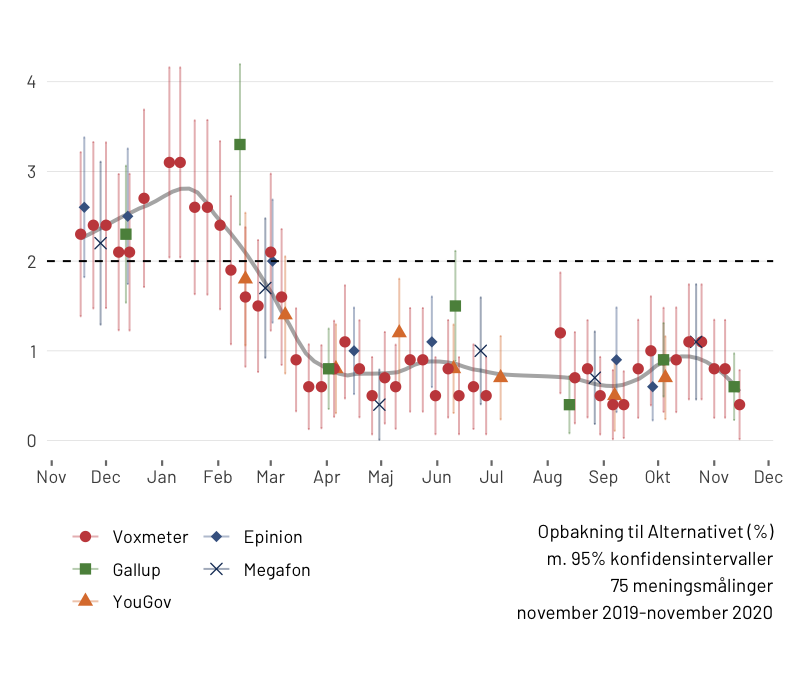 4
3
2
1
0
Nov Dec Jan Feb Mar Apr Maj Jun Jul Aug Sep Okt Nov Dec
Voxmeter Epinion
Gallup Megafon
YouGov
Opbakning til Alternativet (%)
m. 95% konfidensintervaller
75 meningsmålinger
november 2019-november 2020